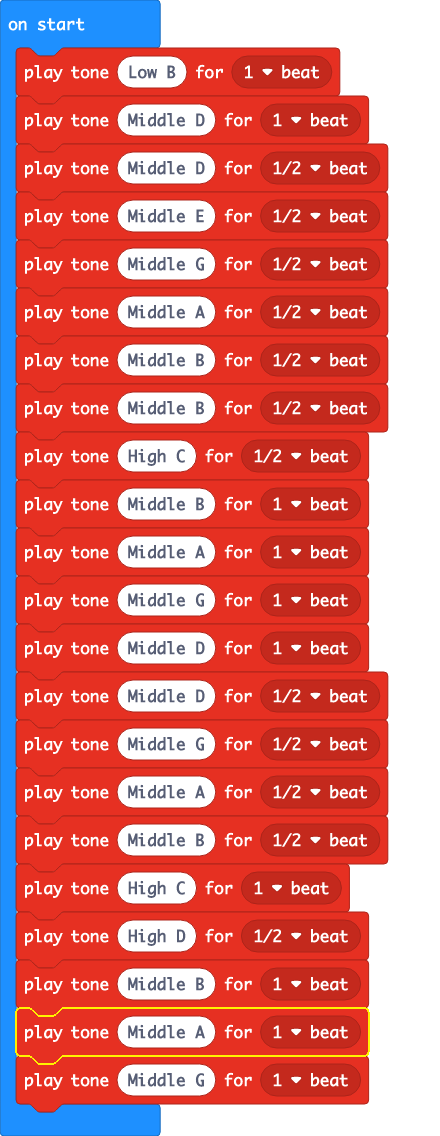 on start
play tone Low B for 1 beat
play tone Middle D for 1 beat
play tone Middle D for 1/2 beat
play tone Middle E for 1/2 beat
play tone Middle G for 1/2 beat
play tone Middle A for 1/2 beat
play tone Middle B for 1/2 beat
play tone Middle B for 1/2 beat
play tone High C for 1/2 beat
play tone Middle B for 1 beat
play tone Middle A for 1 beat
play tone Middle G for 1 beat
play tone Middle D for 1 beat
play tone Middle D for 1/2 beat
play tone Middle G for 1/2 beat
play tone Middle A for 1/2 beat
play tone Middle B for 1/2 beat
play tone High C for 1 beat
play tone High D for 1/2 beat
play tone Middle B for 1 beat
play tone Middle A for 1 beat
play tone Middle G for 1 beat